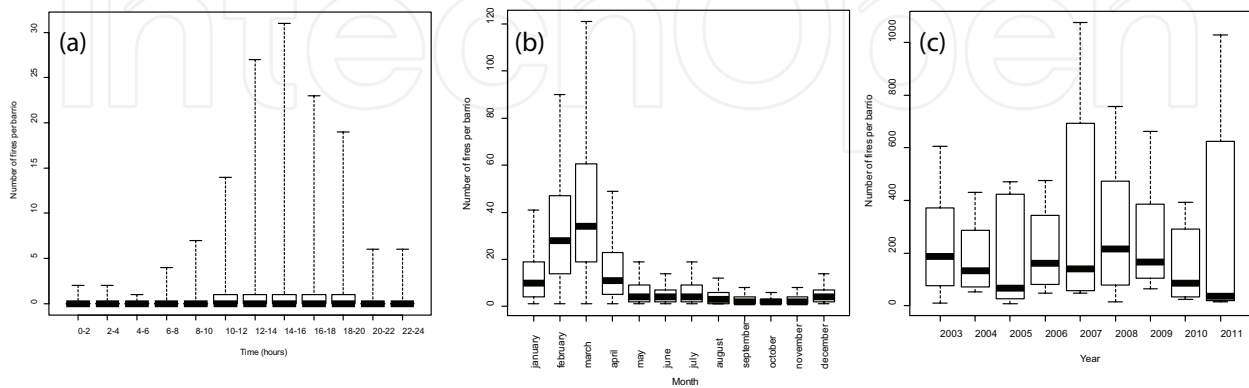 IntechOpen
(a)
Number of fires per barrio
30
25
20
15
10
5
0
0-2 2-4 4-6 6-8 8-10 10-12 12-14 14-16 16-18 18-20 20-22 22-24
Time (hours)
(b)
Number of fires per barrio
120
80
60
40
20
0
january february march april may june july august september october november december
Month
(c)
Number of fires per barrio
1000
800
600
400
200
0
2003 2004 2005 2006 2007 2008 2009 2010 2011
Year